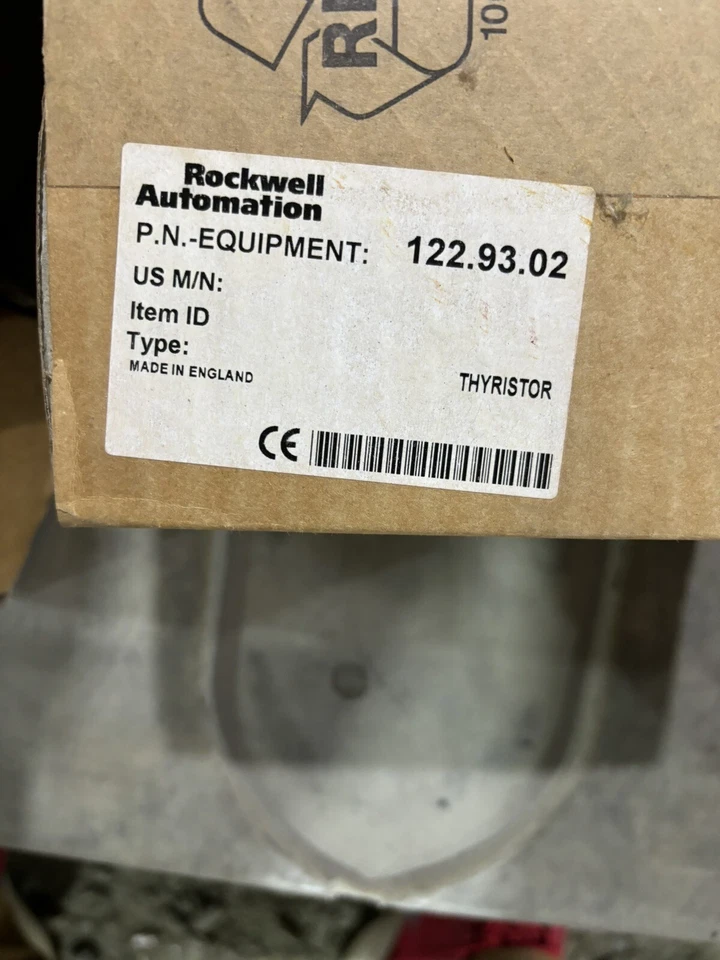 Rockwell
Automation
P.N.-EQUIPMENT: 122.93.02
US M/N:
Item ID
Type:
MADE IN ENGLAND
THYRISTOR
CE